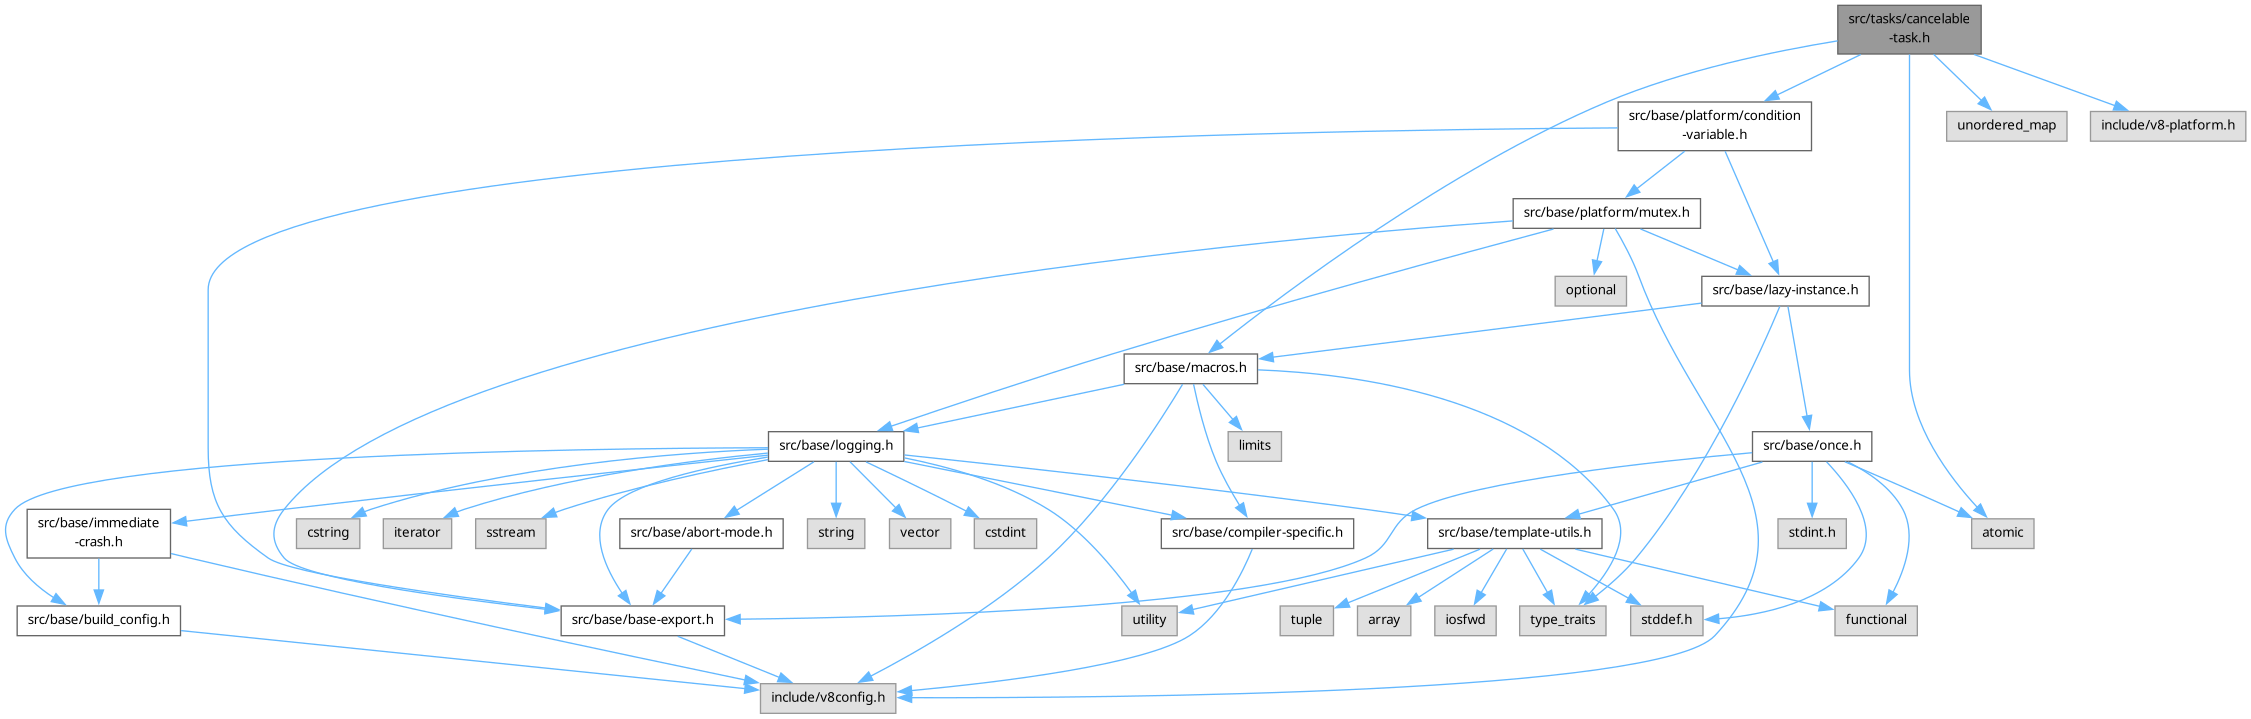 src/tasks/cancelable
-task.h
src/base/platform/condition
-variable.h
unordered_map
include/v8-platform.h
src/base/platform/mutex.h
optional
src/base/lazy-instance.h
src/base/macros.h
src/base/logging.h
limits
src/base/once.h
src/base/immediate
-crash.h
cstring
iterator
sstream
src/base/abort-mode.h
string
vector
cstdint
src/base/compiler-specific.h
src/base/template-utils.h
stdint.h
atomic
src/base/build_config.h
src/base/base-export.h
utility
tuple
array
iosfwd
type_traits
stddef.h
functional
include/v8config.h